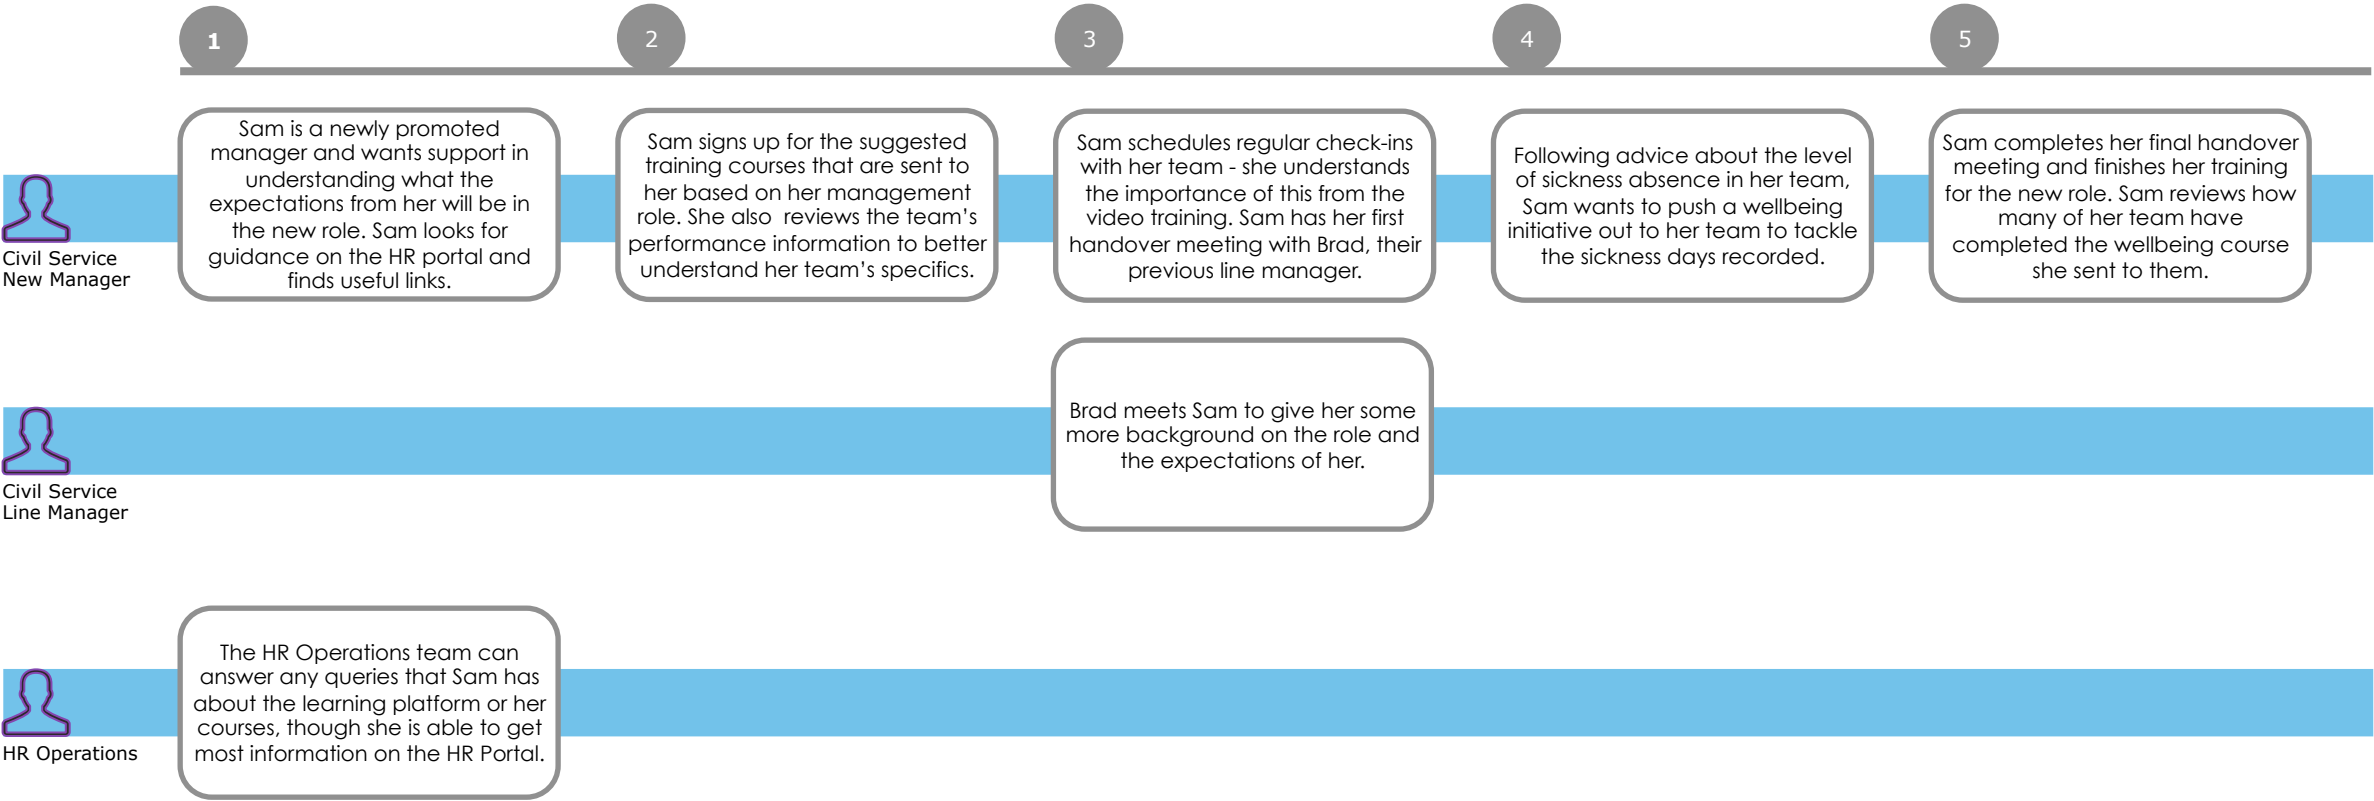 1
2
3
4
5
Sam is a newly promoted
manager and wants support in
understanding what the
expectations from her will be in
the new role. Sam looks for
guidance on the HR portal and
finds useful links.
Sam signs up for the suggested
training courses that are sent to
her based on her management
role. She also  reviews the team’s
performance information to better
understand her team’s specifics.
Sam schedules regular check-ins
with her team - she understands
the importance of this from the
video training. Sam has her first
handover meeting with Brad, their
previous line manager.
Following advice about the level
of sickness absence in her team,
Sam wants to push a wellbeing
initiative out to her team to tackle
the sickness days recorded.
Sam completes her final handover
meeting and finishes her training
for the new role. Sam reviews how
many of her team have
completed the wellbeing course
she sent to them.
Civil Service
New Manager
Brad meets Sam to give her some
more background on the role and
the expectations of her.
Civil Service
Line Manager
The HR Operations team can
answer any queries that Sam has
about the learning platform or her
courses, though she is able to get
most information on the HR Portal.
HR Operations